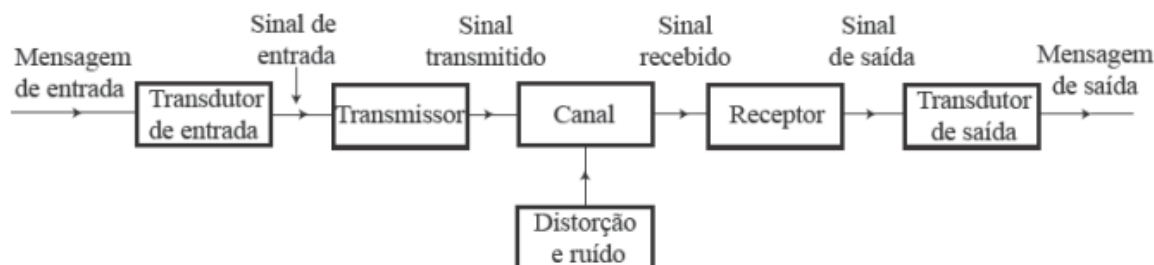 Mensagem
de entrada
Transdutor
de entrada
Sinal de
entrada
Transmissor
Sinal
transmitido
Canal
Distorção
e ruído
Sinal
recebido
Receptor
Sinal
de saída
Transdutor
de saída
Mensagem
de saída